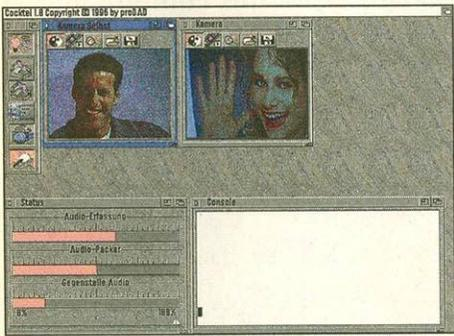 Cocktel 1.8 Copyright © 1996 by proDAD
Kamera Selbst
Kamera
Status
Audio-Erfassung
Audio-Packer
Gegenstelle Audio
0%
100%
Console